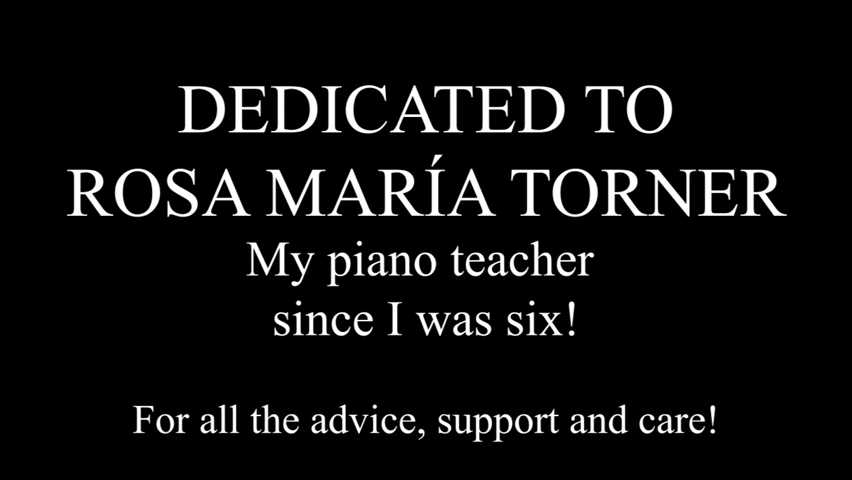 DEDICATED TO
ROSA MARÍA TORNER
My piano teacher
since I was six!
For all the advice, support and care!